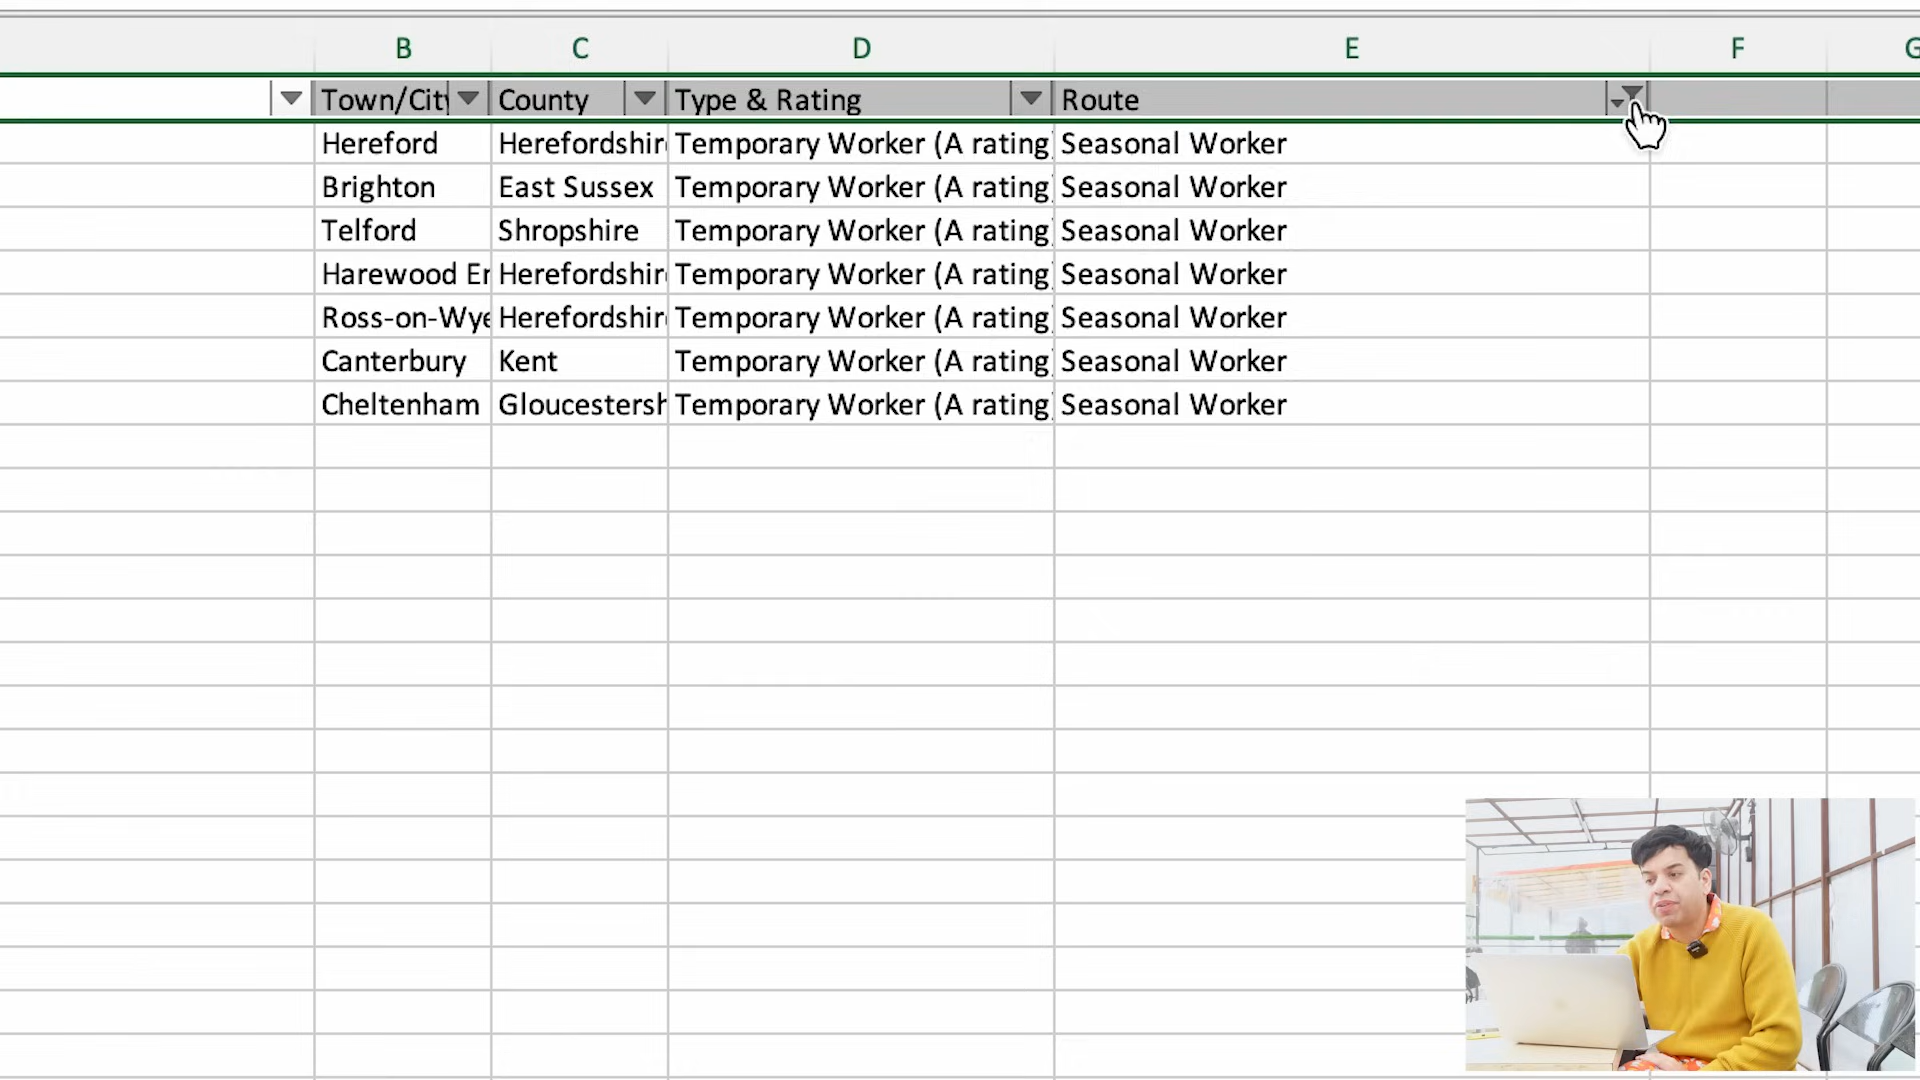 B C D E F G
Town/City County Type & Rating Route
Hereford Herefordshir Temporary Worker (A rating) Seasonal Worker
Brighton East Sussex Temporary Worker (A rating) Seasonal Worker
Telford Shropshire Temporary Worker (A rating) Seasonal Worker
Harewood En Herefordshir Temporary Worker (A rating) Seasonal Worker
Ross-on-Wye Herefordshir Temporary Worker (A rating) Seasonal Worker
Canterbury Kent Temporary Worker (A rating) Seasonal Worker
Cheltenham Gloucestersh Temporary Worker (A rating) Seasonal Worker